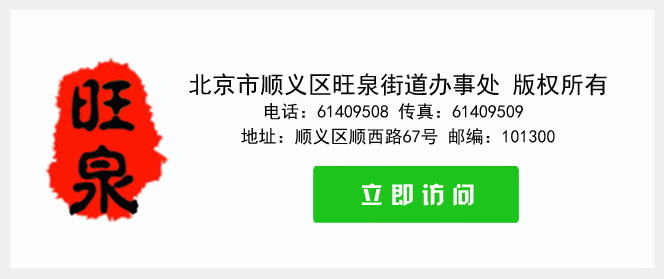 旺泉
北京市顺义区旺泉街道办事处 版权所有
电话：61409508 传真：61409509
地址：顺义区顺西路67号 邮编：101300
立即访问